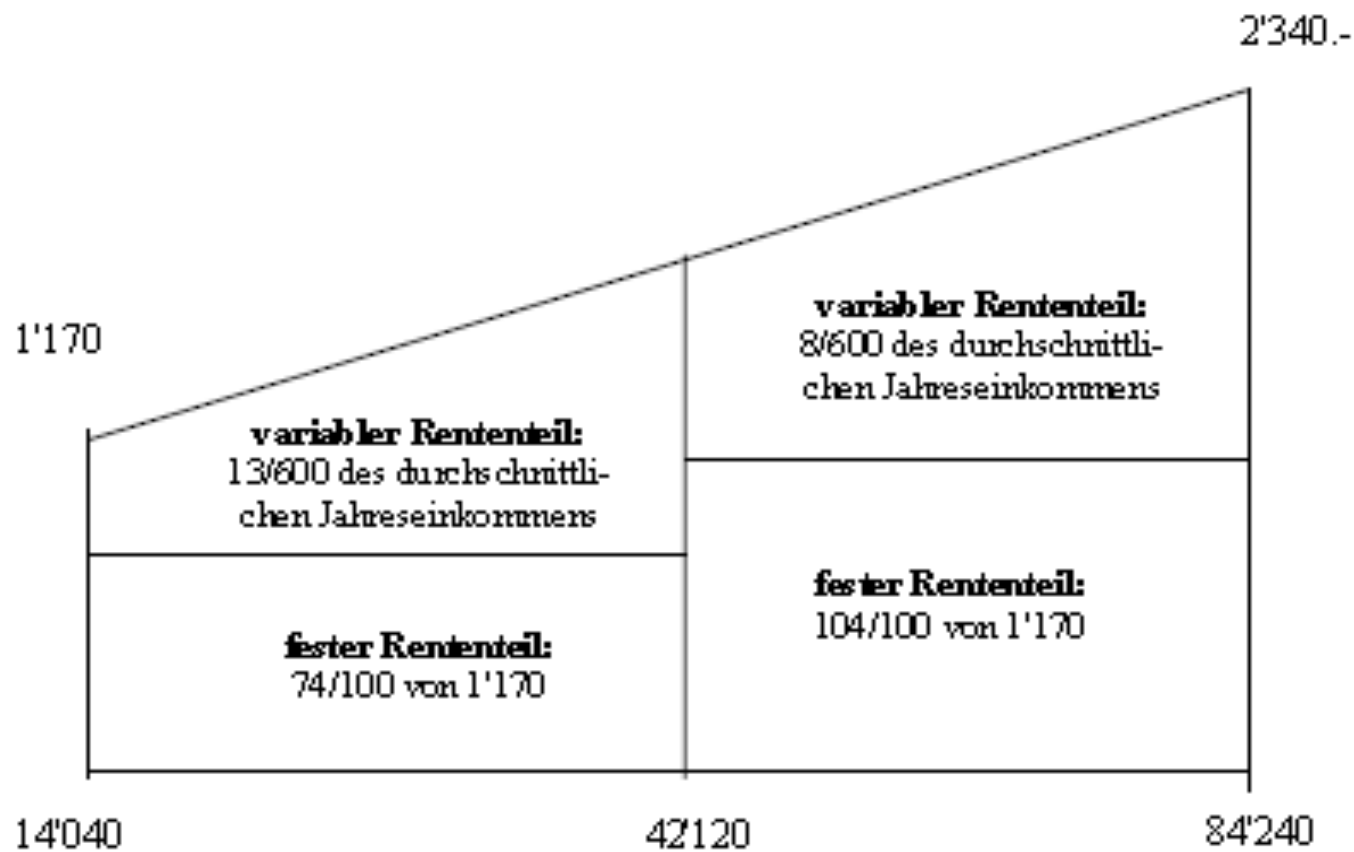 2'340.-
1'170
variabler Rententeil:
8/600 des durchschnittli-
chen Jahreseinkommens
variabler Rententeil:
13/600 des durchschnittli-
chen Jahreseinkommens
fester Rententeil:
104/100 von 1'170
fester Rententeil:
74/100 von 1'170
14'040
42'120
84'240